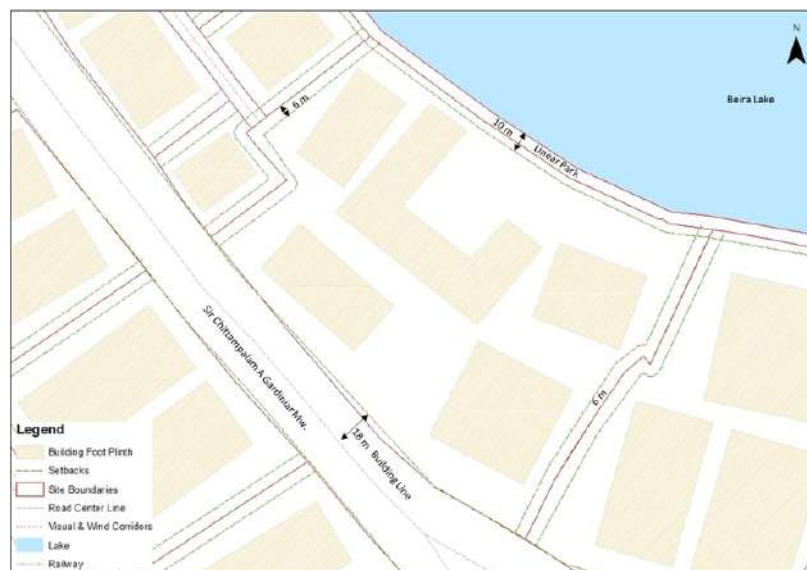 N
Beira Lake
6 m
10 m
Linear Park
Sir Chittampalam A Gardinlar Mw.
6 m
18 m Building Line
Legend
Building Foot Plinth
Setbacks
Site Boundaries
Road Center Line
Visual & Wind Corridors
Lake
Railway